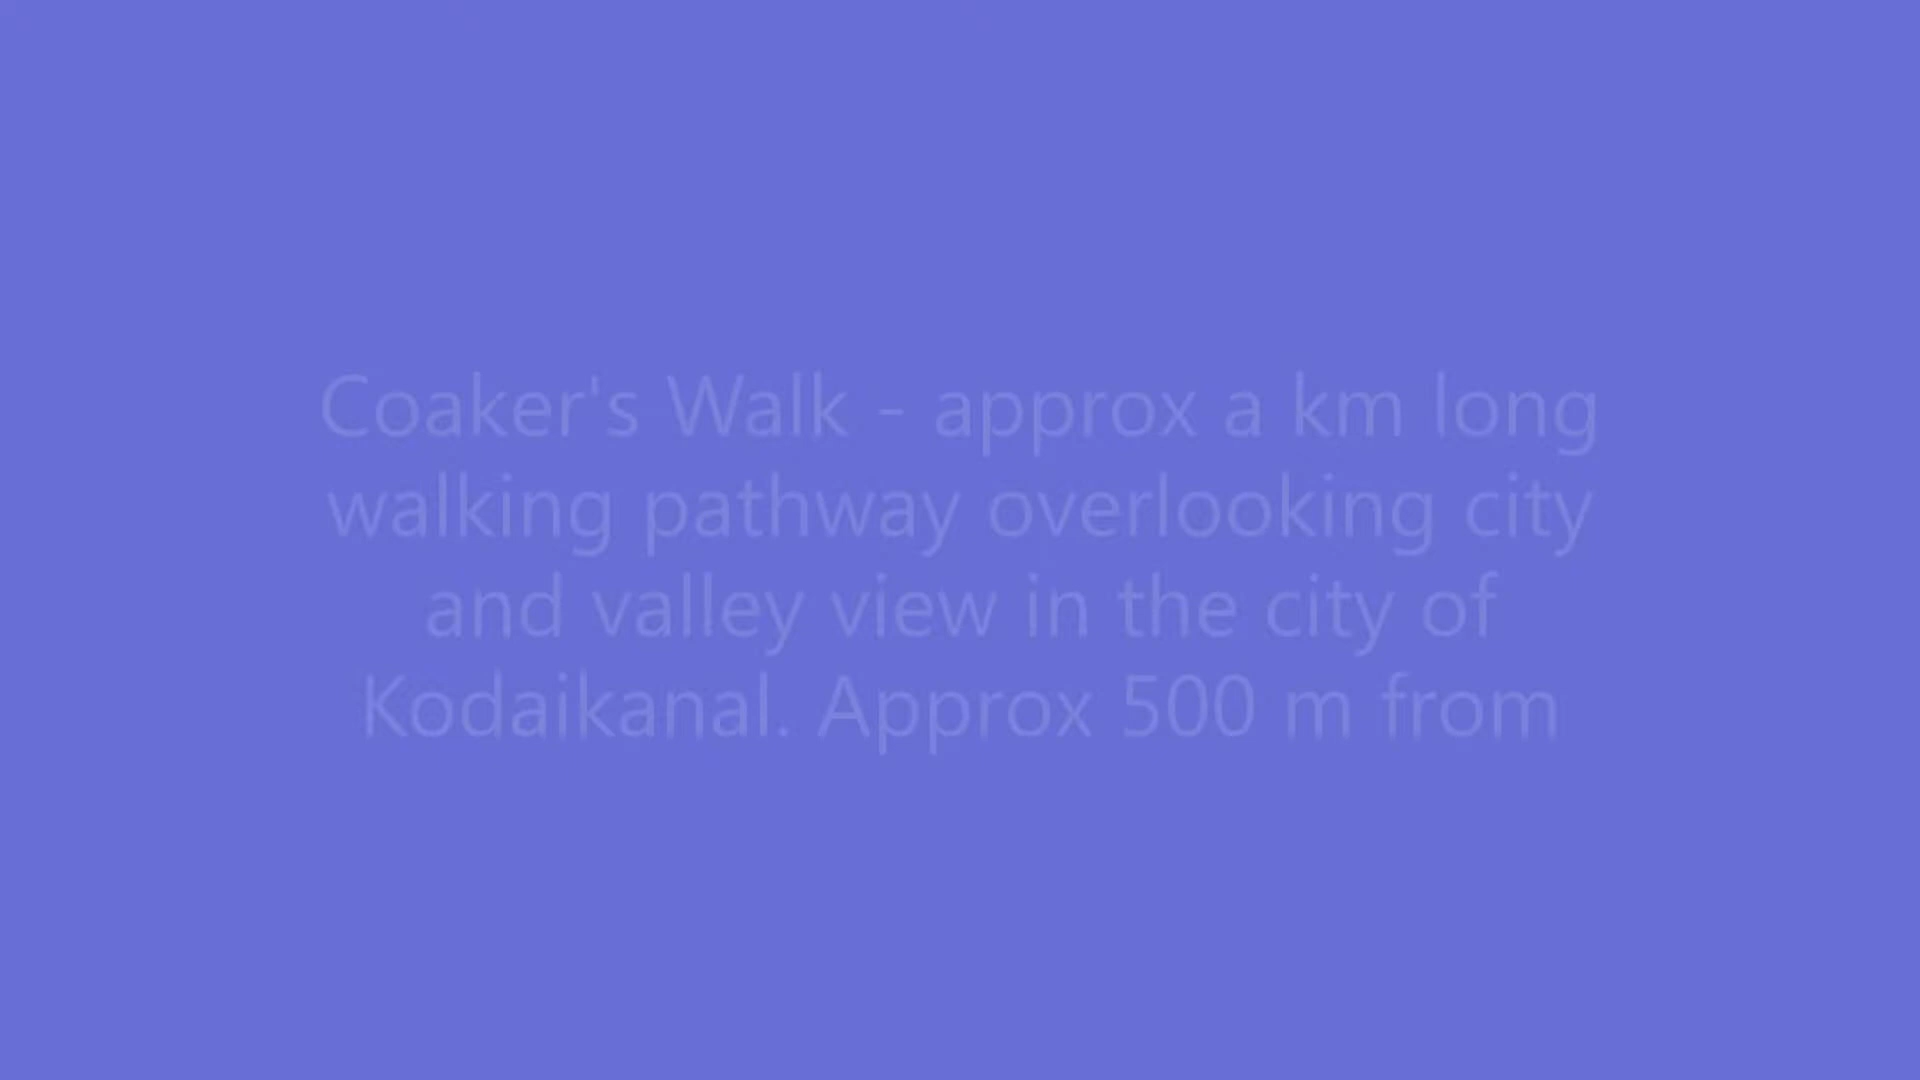 Coaker's Walk - approx a km long
walking pathway overlooking city
and valley view in the city of
Kodaikanal. Approx 500 m from